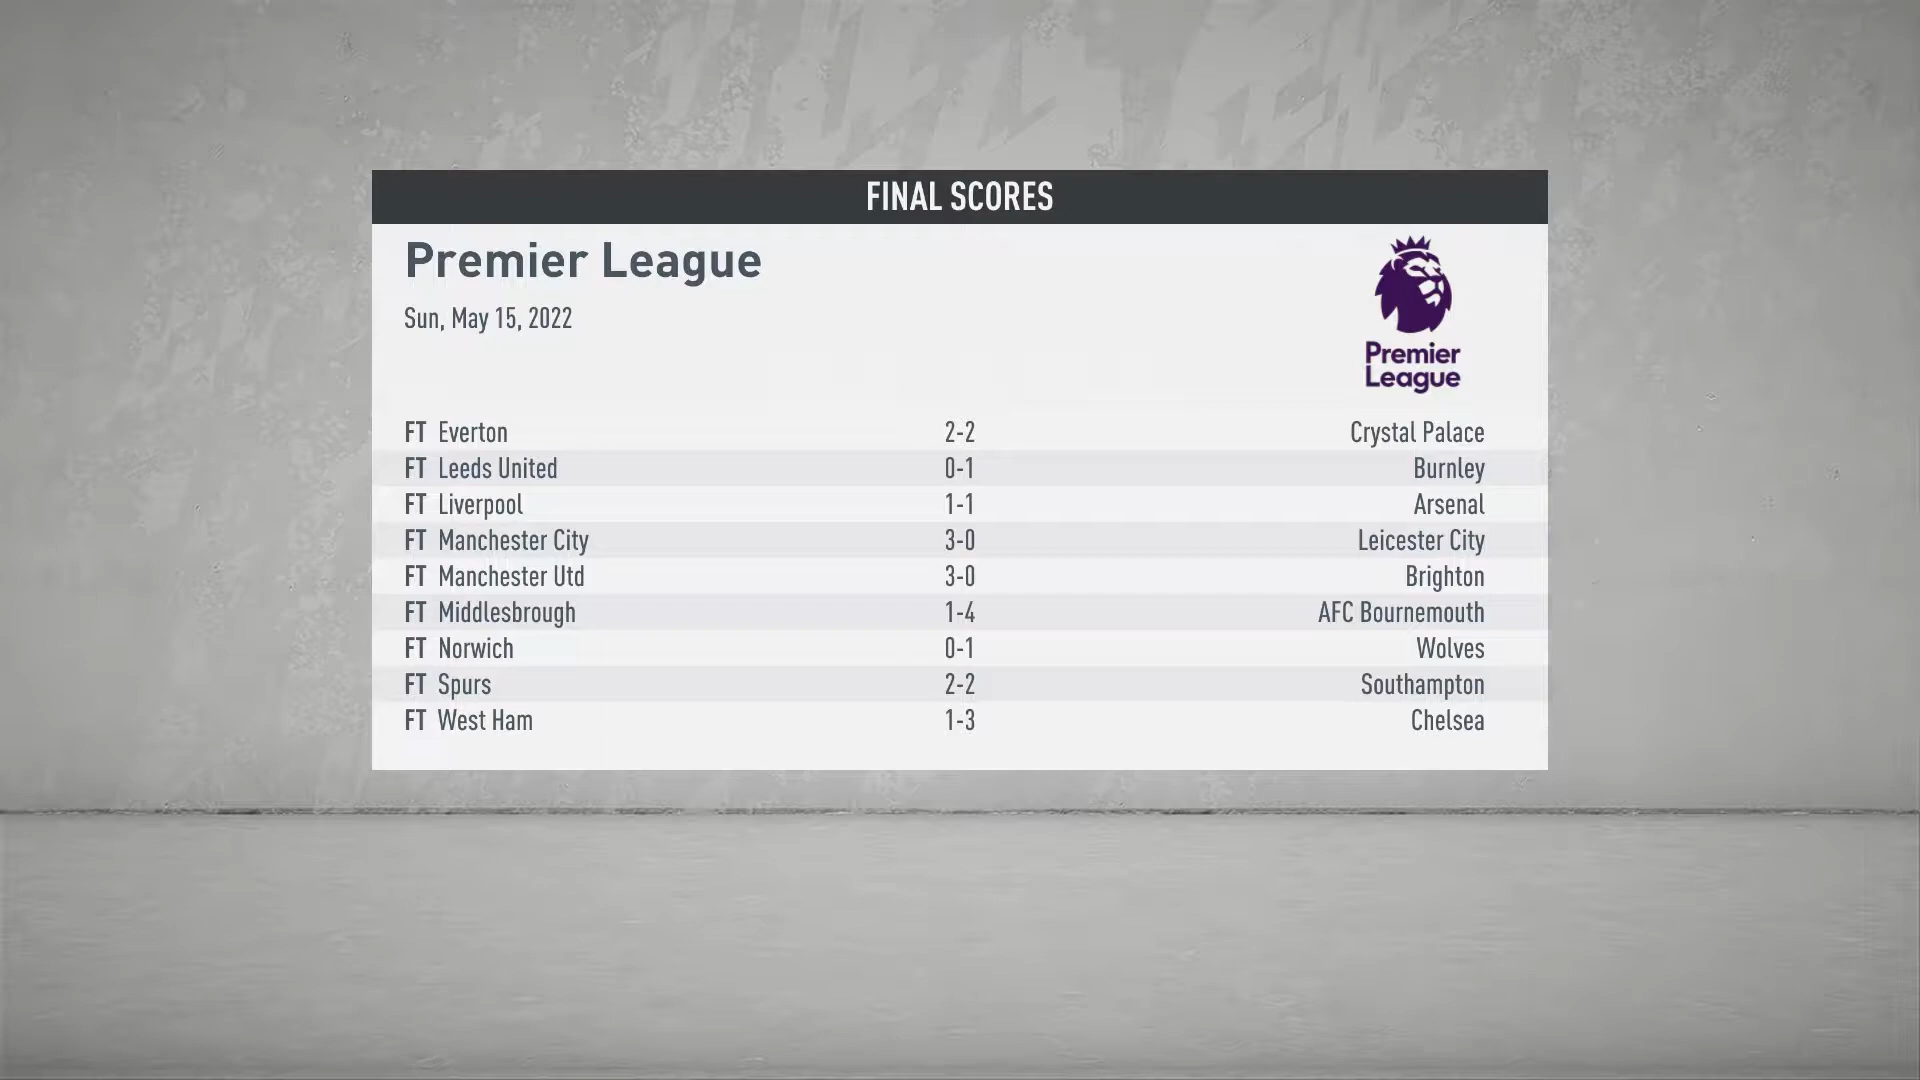 FINAL SCORES
Premier League
Sun, May 15, 2022
Premier
League
FT Everton 2-2 Crystal Palace
FT Leeds United 0-1 Burnley
FT Liverpool 1-1 Arsenal
FT Manchester City 3-0 Leicester City
FT Manchester Utd 3-0 Brighton
FT Middlesbrough 1-4 AFC Bournemouth
FT Norwich 0-1 Wolves
FT Spurs 2-2 Southampton
FT West Ham 1-3 Chelsea